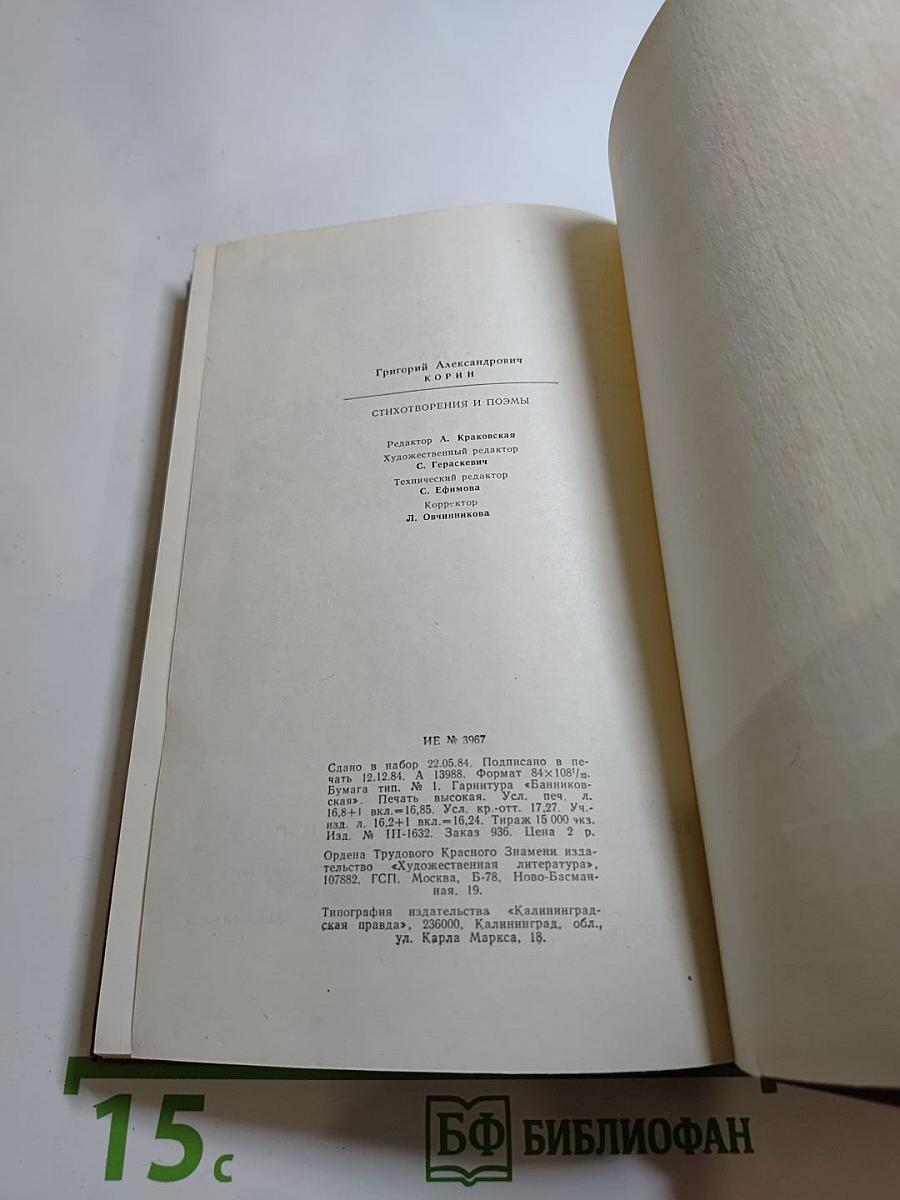 Григорий Александрович
КОРИН
СТИХОТВОРЕНИЯ И ПОЭМЫ
Редактор А. Краковская
Художественный редактор
С. Гераскевич
Технический редактор
С. Ефимова
Корректор
Л. Овчинникова
ИЕ № 3967
Сдано в набор 22.05.84. Подписано в пе-
чать 12.12.84. А 13988. Формат 84×108¹/₃₂.
Бумага тип. № 1. Гарнитура «Банников-
ская». Печать высокая. Усл. печ. л.
16,8+1 вкл.=16,85. Усл. кр.-отт. 17,27. Уч.-
изд. л. 16,2+1 вкл.=16,24. Тираж 15 000 экз.
Изд. № III-1632. Заказ 936. Цена 2 р.
Ордена Трудового Красного Знамени изда-
тельство «Художественная литература»,
107882, ГСП, Москва, Б-78, Ново-Басман-
ная, 19.
Типография издательства «Калининград-
ская правда», 236000, Калининград, обл.,
ул. Карла Маркса, 18.
15 с
БФ БИБЛИОФАН